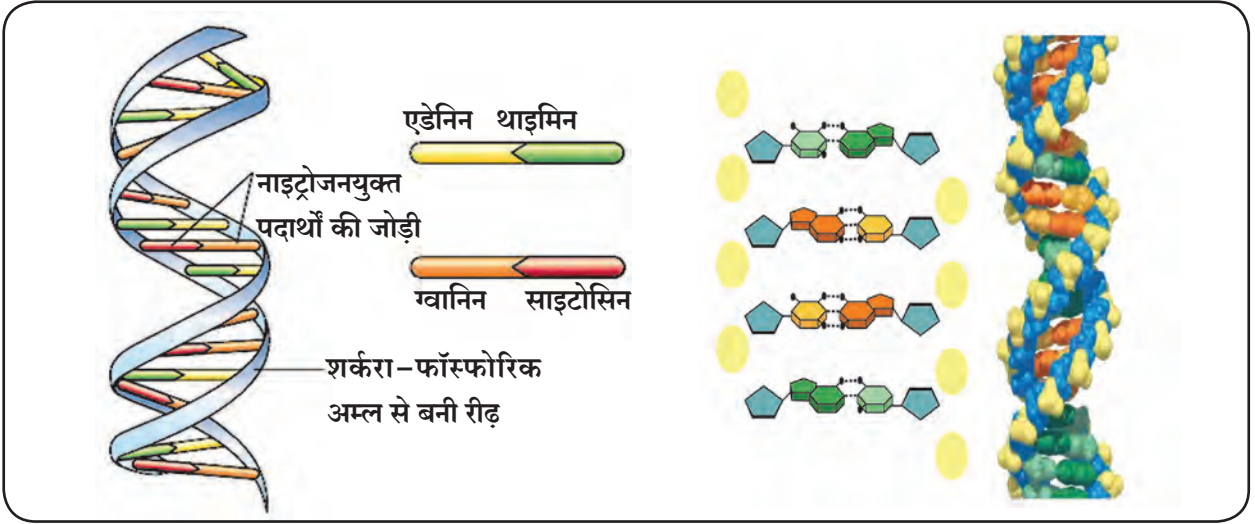 एडेनिन थाइमिन
नाइट्रोजनयुक्त
पदार्थों की जोड़ी
ग्वानिन साइटोसिन
शर्करा-फॉस्फोरिक
अम्ल से बनी रीढ़